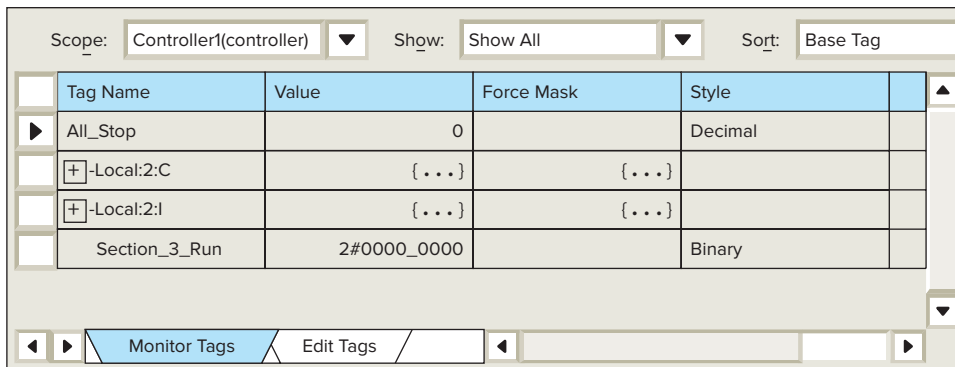 Scope: Controller1(controller) Show: Show All Sort: Base Tag
Tag Name Value Force Mask Style
All_Stop 0 Decimal
+-Local:2:C {...} {...}
+-Local:2:I {...} {...}
Section_3_Run 2#0000_0000 Binary
Monitor Tags Edit Tags